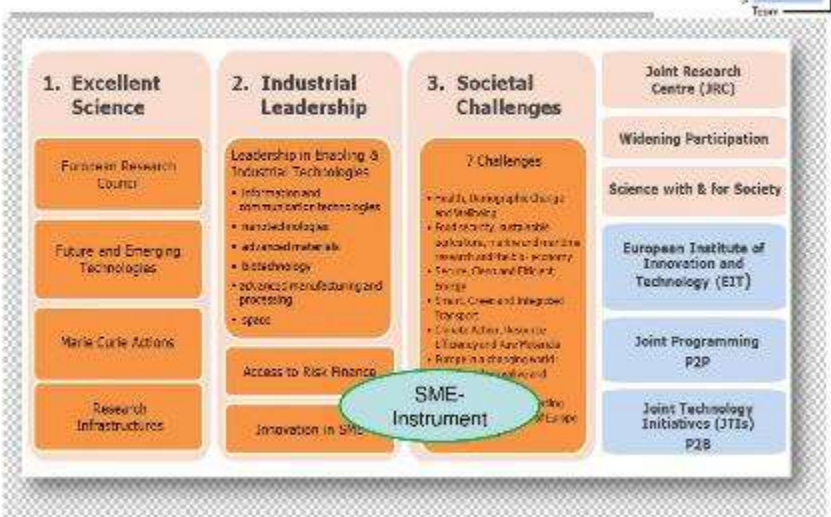 Team
1. Excellent
Science
European Research
Council
Future and Emerging
Technologies
Marie Curie Actions
Research
Infrastructures
2. Industrial
Leadership
Leadership in Enabling &
Industrial Technologies
• information and
communication technologies
• nanotechnologies
• advanced materials
• biotechnology
• advanced manufacturing and
processing
• space
Access to Risk Finance
Innovation in SME
3. Societal
Challenges
7 Challenges
• Health, Demographic Change
and Wellbeing
• Food security, sustainable
agriculture, marine and maritime
research and the bio-economy
• Secure, Clean and Efficient
Energy
• Smart, Green and Integrated
Transport
• Climate Action, Resource
Efficiency and Raw Materials
• Europe in a changing world:
and
of Europe
SME-
Instrument
Joint Research
Centre (JRC)
Widening Participation
Science with & for Society
European Institute of
Innovation and
Technology (EIT)
Joint Programming
P2P
Joint Technology
Initiatives (JTIs)
P2B